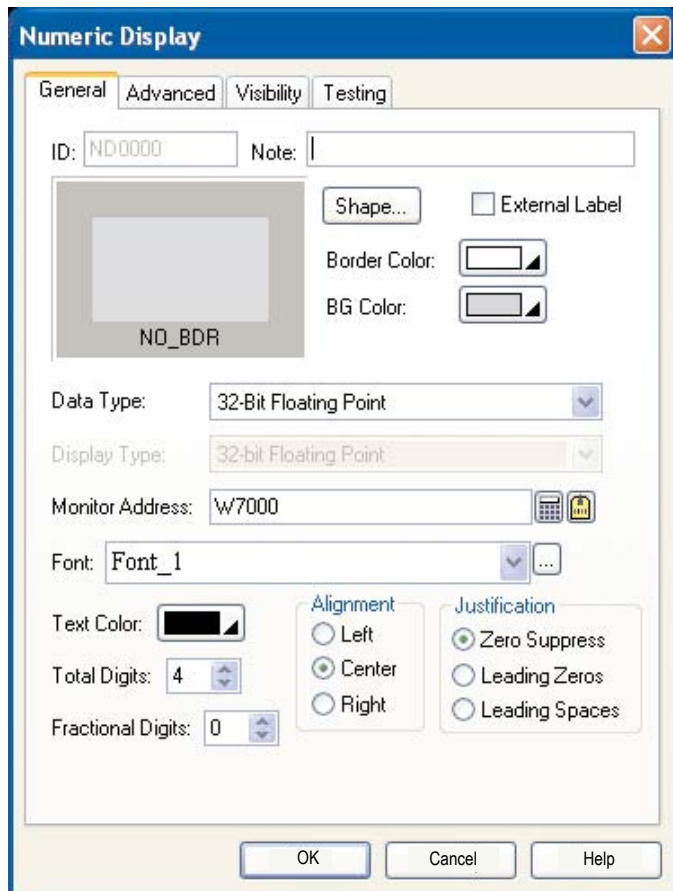 Numeric Display
General Advanced Visibility Testing
ID: ND0000 Note:
Shape... External Label
Border Color:
BG Color:
NO_BDR
Data Type: 32-Bit Floating Point
Display Type: 32-bit Floating Point
Monitor Address: W7000
Font: Font_1 ...
Text Color:
Alignment
Left
Center
Right
Justification
Zero Suppress
Leading Zeros
Leading Spaces
Total Digits: 4
Fractional Digits: 0
OK Cancel Help